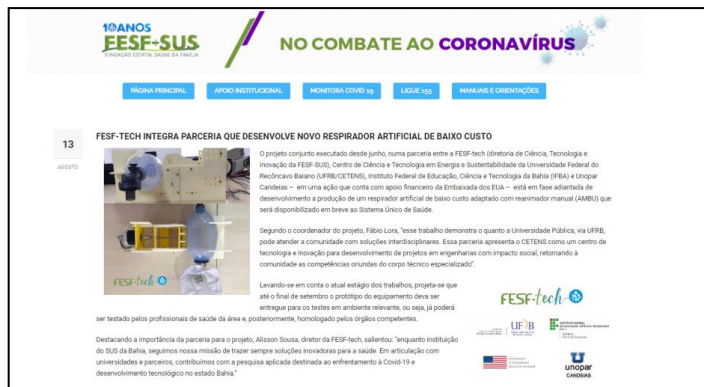 10ANOS
FESF+SUS
FUNDAÇÃO ESTATAL SAÚDE DA FAMÍLIA
NO COMBATE AO CORONAVÍRUS
PÁGINA PRINCIPAL
APOIO INSTITUCIONAL
MONITORA COVID 19
LIGUE 155
MANUAIS E ORIENTAÇÕES
13
AGOSTO
FESF-TECH INTEGRA PARCERIA QUE DESENVOLVE NOVO RESPIRADOR ARTIFICIAL DE BAIXO CUSTO
O projeto conjunto executado desde junho, numa parceria entre a FESF-tech (diretoria de Ciência, Tecnologia e
Inovação da FESF-SUS), Centro de Ciência e Tecnologia em Energia e Sustentabilidade da Universidade Federal do
Recôncavo Baiano (UFRB/CETENS), Instituto Federal de Educação, Ciência e Tecnologia da Bahia (IFBA) e Unopar
Candeias – em uma ação que conta com apoio financeiro da Embaixada dos EUA – está em fase adiantada de
desenvolvimento a produção de um respirador artificial de baixo custo adaptado com reanimador manual (AMBU) que
será disponibilizado em breve ao Sistema Único de Saúde.
Segundo o coordenador do projeto, Fábio Lora, "esse trabalho demonstra o quanto a Universidade Pública, via UFRB,
pode atender a comunidade com soluções interdisciplinares. Essa parceria apresenta o CETENS como um centro de
tecnologia e inovação para desenvolvimento de projetos em engenharias com impacto social, retornando à
comunidade as competências oriundas do corpo técnico especializado".
FESF-tech
Levando-se em conta o atual estágio dos trabalhos, projeta-se que
até o final de setembro o protótipo do equipamento deva ser
entregue para os testes em ambiente relevante, ou seja, já poderá
ser testado pelos profissionais de saúde da área e, posteriormente, homologado pelos órgãos competentes.
Destacando a importância da parceria para o projeto, Alisson Sousa, diretor da FESF-tech, salientou: "enquanto instituição
do SUS da Bahia, seguimos nossa missão de trazer sempre soluções inovadoras para a saúde. Em articulação com
universidades e parceiros, contribuímos com a pesquisa aplicada destinada ao enfrentamento à Covid-19 e
desenvolvimento tecnológico no estado Bahia."
FESF-tech
UFRB
unopar
CANDEIAS